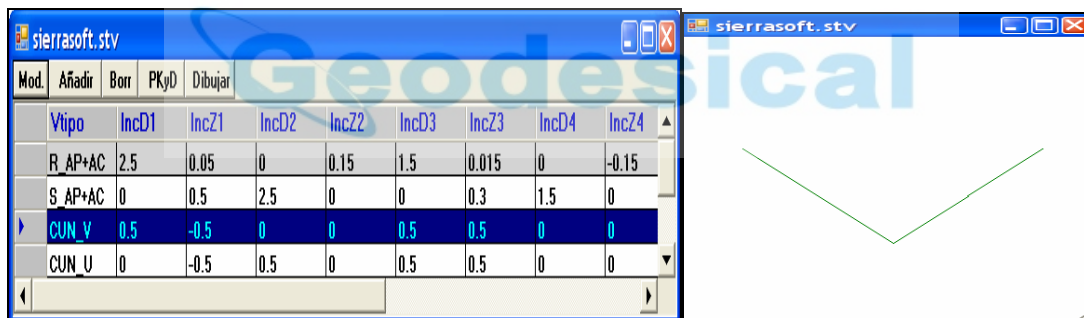 sierrasoft.stv
Mod. Añadir Borr PKyD Dibujar
Vtipo IncD1 IncZ1 IncD2 IncZ2 IncD3 IncZ3 IncD4 IncZ4
R_AP+AC 2.5 0.05 0 0.15 1.5 0.015 0 -0.15
S_AP+AC 0 0.5 2.5 0 0 0.3 1.5 0
CUN_V 0.5 -0.5 0 0 0.5 0.5 0 0
CUN_U 0 -0.5 0.5 0 0.5 0.5 0 0
sierrasoft.stv
Geodesical